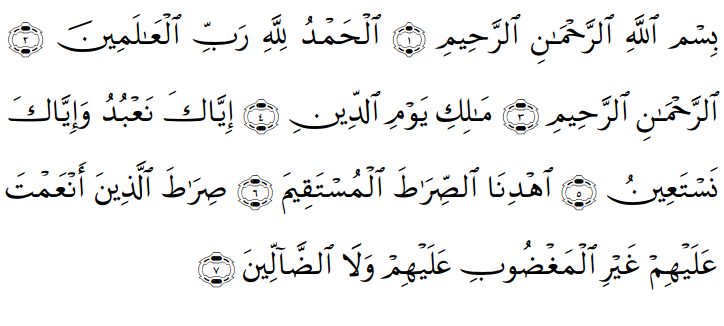 بِسْمِ ٱللَّهِ ٱلرَّحْمَـٰنِ ٱلرَّحِيمِ ١ ٱلْحَمْدُ لِلَّهِ رَبِّ ٱلْعَـٰلَمِينَ ٢
ٱلرَّحْمَـٰنِ ٱلرَّحِيمِ ٣ مَـٰلِكِ يَوْمِ ٱلدِّينِ ٤ إِيَّاكَ نَعْبُدُ وَإِيَّاكَ
نَسْتَعِينُ ٥ ٱهْدِنَا ٱلصِّرَٰطَ ٱلْمُسْتَقِيمَ ٦ صِرَٰطَ ٱلَّذِينَ أَنْعَمْتَ
عَلَيْهِمْ غَيْرِ ٱلْمَغْضُوبِ عَلَيْهِمْ وَلَا ٱلضَّآلِّينَ ٧